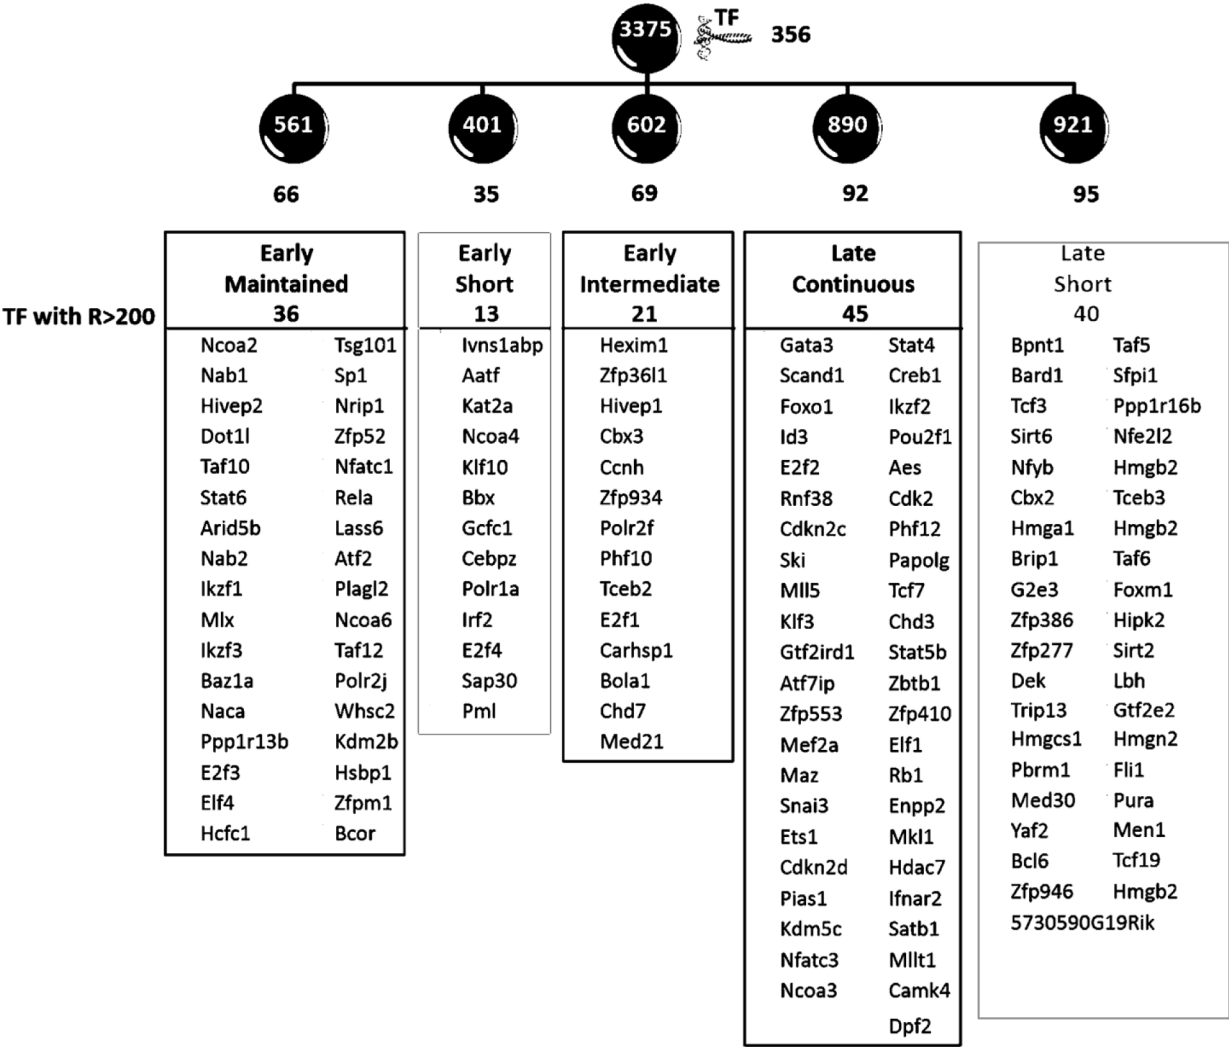 3375 TF 356
561 401 602 890 921
66 35 69 92 95
Early Maintained
36
Early Short
13
Early Intermediate
21
Late Continuous
45
Late Short
40
TF with R>200
Ncoa2 Tsg101
Nab1 Sp1
Hivep2 Nrip1
Dot1l Zfp52
Taf10 Nfatc1
Stat6 Rela
Arid5b Lass6
Nab2 Atf2
Ikzf1 Plagl2
Mlx Ncoa6
Ikzf3 Taf12
Baz1a Polr2j
Naca Whsc2
Ppp1r13b Kdm2b
E2f3 Hsbp1
Elf4 Zfpm1
Hcfc1 Bcor
Ivns1abp
Aatf
Kat2a
Ncoa4
Klf10
Bbx
Gcfc1
Cebpz
Polr1a
Irf2
E2f4
Sap30
Pml
Hexim1
Zfp36l1
Hivep1
Cbx3
Ccnh
Zfp934
Polr2f
Phf10
Tceb2
E2f1
Carhsp1
Bola1
Chd7
Med21
Gata3 Stat4
Scand1 Creb1
Foxo1 Ikzf2
Id3 Pou2f1
E2f2 Aes
Rnf38 Cdk2
Cdkn2c Phf12
Ski Papolg
Mll5 Tcf7
Klf3 Chd3
Gtf2ird1 Stat5b
Atf7ip Zbtb1
Zfp553 Zfp410
Mef2a Elf1
Maz Rb1
Snai3 Enpp2
Ets1 Mkl1
Cdkn2d Hdac7
Pias1 Ifnar2
Kdm5c Satb1
Nfatc3 Mllt1
Ncoa3 Camk4
Dpf2
Bpnt1 Taf5
Bard1 Sfpi1
Tcf3 Ppp1r16b
Sirt6 Nfe2l2
Nfyb Hmgb2
Cbx2 Tceb3
Hmga1 Hmgb2
Brip1 Taf6
G2e3 Foxm1
Zfp386 Hipk2
Zfp277 Sirt2
Dek Lbh
Trip13 Gtf2e2
Hmgcs1 Hmgn2
Pbrm1 Fli1
Med30 Pura
Yaf2 Men1
Bcl6 Tcf19
Zfp946 Hmgb2
5730590G19Rik